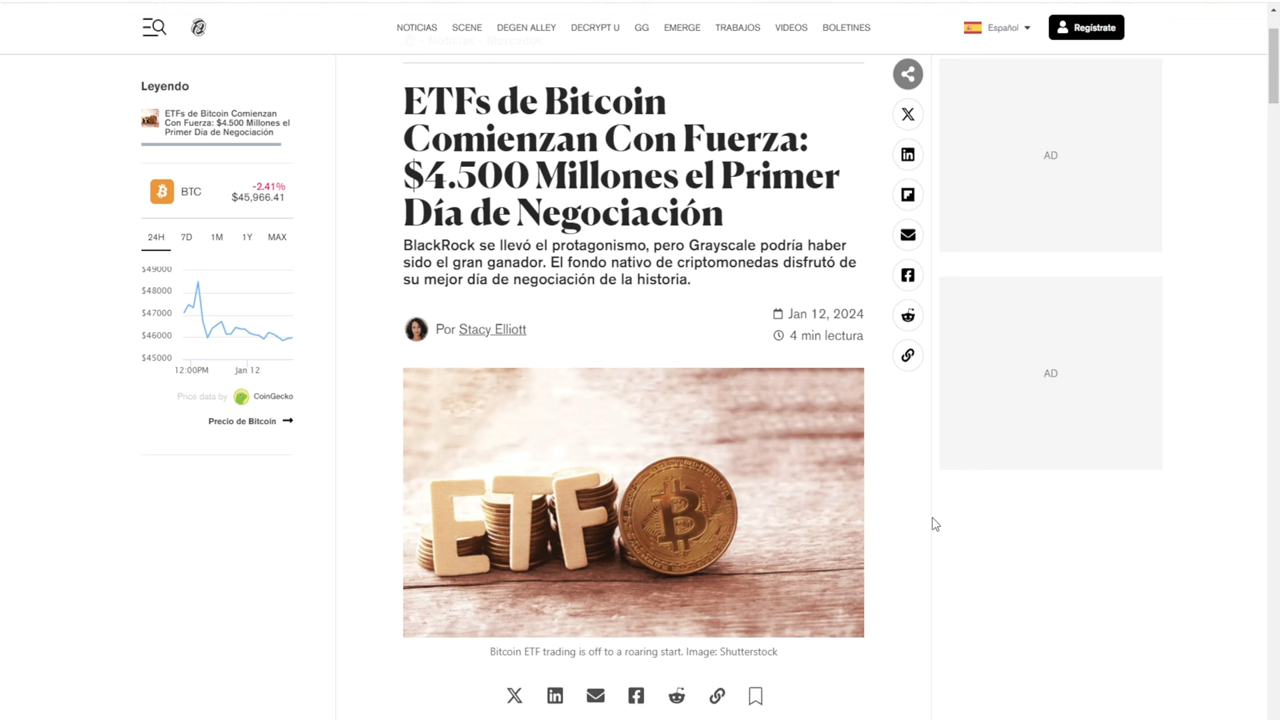 NOTICIAS SCENE DEGEN ALLEY DECRYPT U GG EMERGE TRABAJOS VIDEOS BOLETINES
Español
Regístrate
Leyendo
ETFs de Bitcoin Comienzan
Con Fuerza: $4.500 Millones el
Primer Día de Negociación
BTC
-2.41%
$45,966.41
24H 7D 1M 1Y MAX
$49000
$48000
$47000
$46000
$45000
12:00PM Jan 12
Price data by CoinGecko
Precio de Bitcoin
ETFs de Bitcoin
Comienzan Con Fuerza:
$4.500 Millones el Primer
Día de Negociación
BlackRock se llevó el protagonismo, pero Grayscale podría haber
sido el gran ganador. El fondo nativo de criptomonedas disfrutó de
su mejor día de negociación de la historia.
Por Stacy Elliott
Jan 12, 2024
4 min lectura
ETF
Bitcoin ETF trading is off to a roaring start. Image: Shutterstock
AD
AD